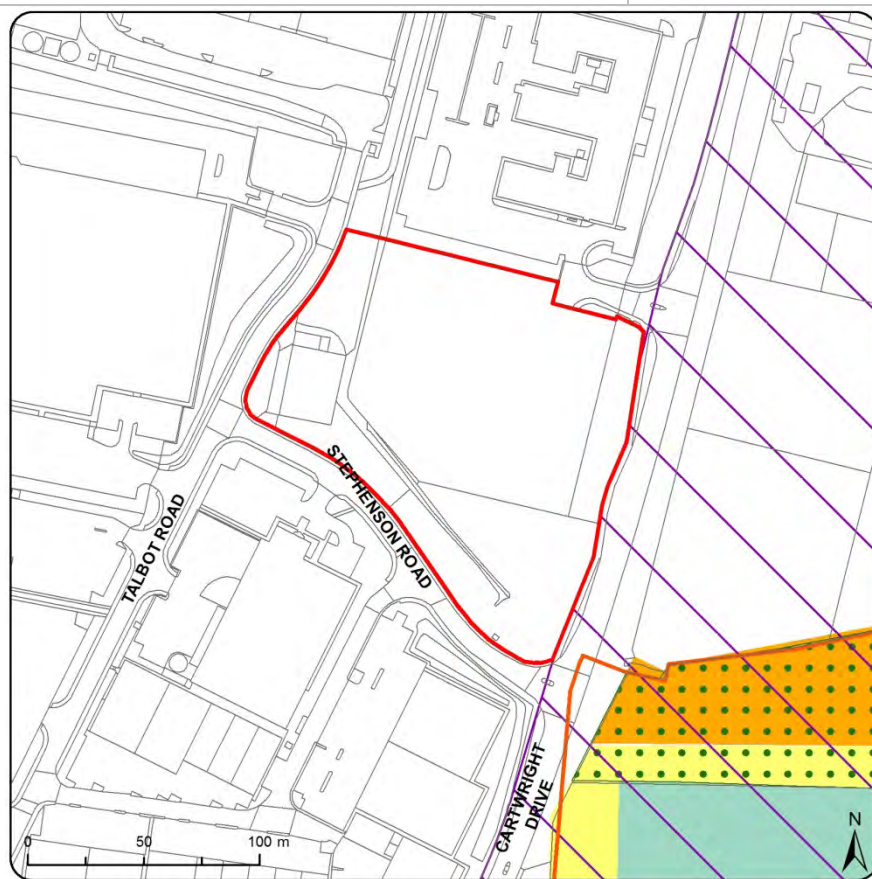 STEPHENSON ROAD
TALBOT ROAD
CARTWRIGHT
DRIVE
N
0 50 100 m